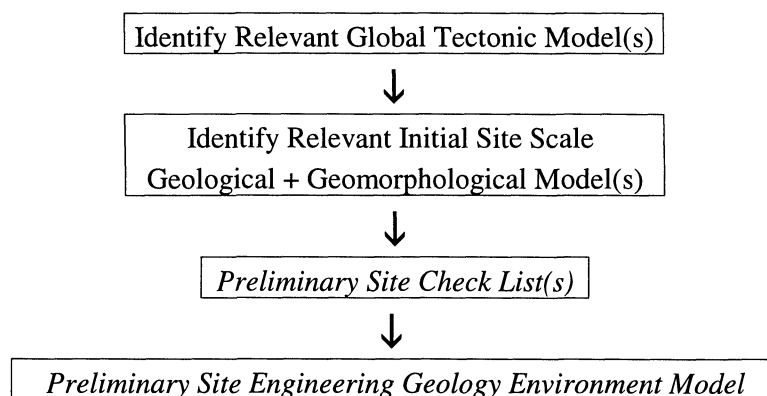 Identify Relevant Global Tectonic Model(s)
Identify Relevant Initial Site Scale
Geological + Geomorphological Model(s)
Preliminary Site Check List(s)
Preliminary Site Engineering Geology Environment Model